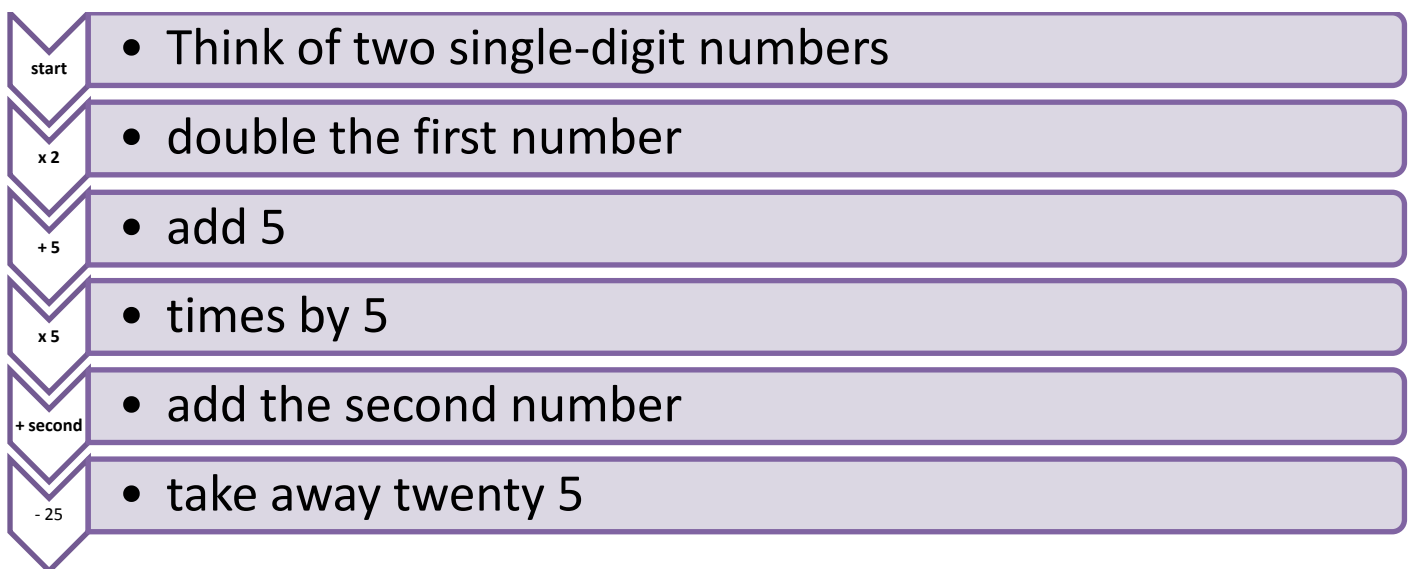 start
• Think of two single-digit numbers
x 2
• double the first number
+ 5
• add 5
x 5
• times by 5
+ second
• add the second number
- 25
• take away twenty 5